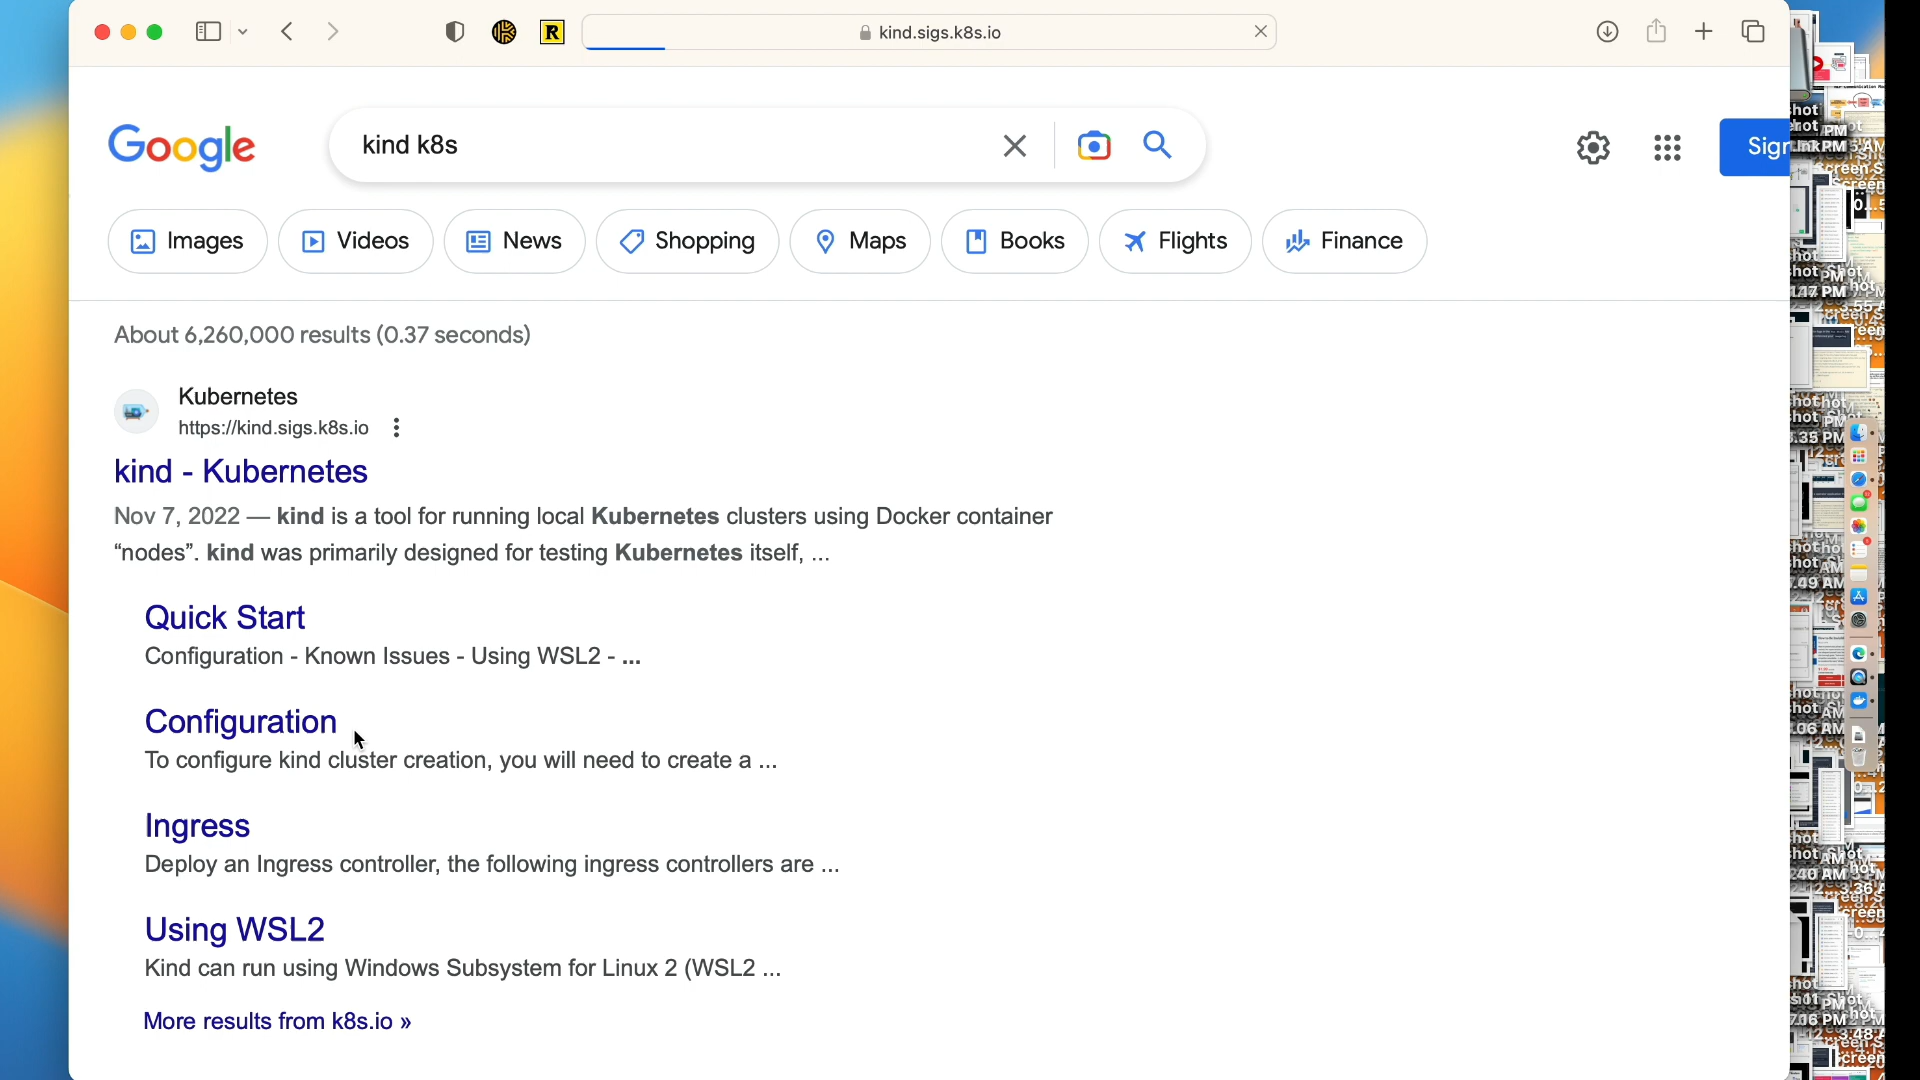 kind.sigs.k8s.io
Google
kind k8s
Images
Videos
News
Shopping
Maps
Books
Flights
Finance
About 6,260,000 results (0.37 seconds)
Kubernetes
https://kind.sigs.k8s.io
kind - Kubernetes
Nov 7, 2022 — kind is a tool for running local Kubernetes clusters using Docker container
“nodes”. kind was primarily designed for testing Kubernetes itself, ...
Quick Start
Configuration - Known Issues - Using WSL2 - ...
Configuration
To configure kind cluster creation, you will need to create a ...
Ingress
Deploy an Ingress controller, the following ingress controllers are ...
Using WSL2
Kind can run using Windows Subsystem for Linux 2 (WSL2 ...
More results from k8s.io »